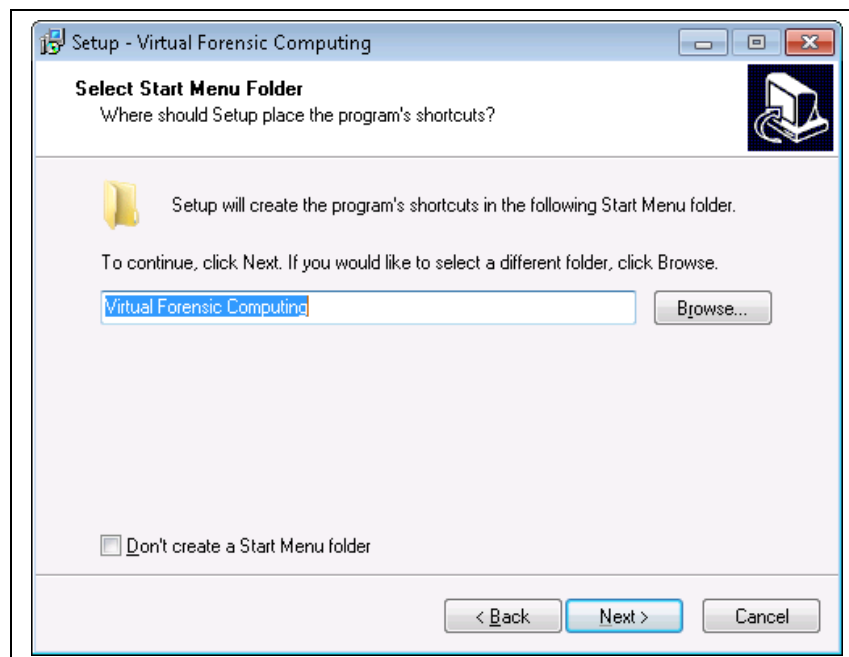 Setup - Virtual Forensic Computing
Select Start Menu Folder
Where should Setup place the program's shortcuts?
Setup will create the program's shortcuts in the following Start Menu folder.
To continue, click Next. If you would like to select a different folder, click Browse.
Virtual Forensic Computing
Browse...
Don't create a Start Menu folder
< Back
Next >
Cancel